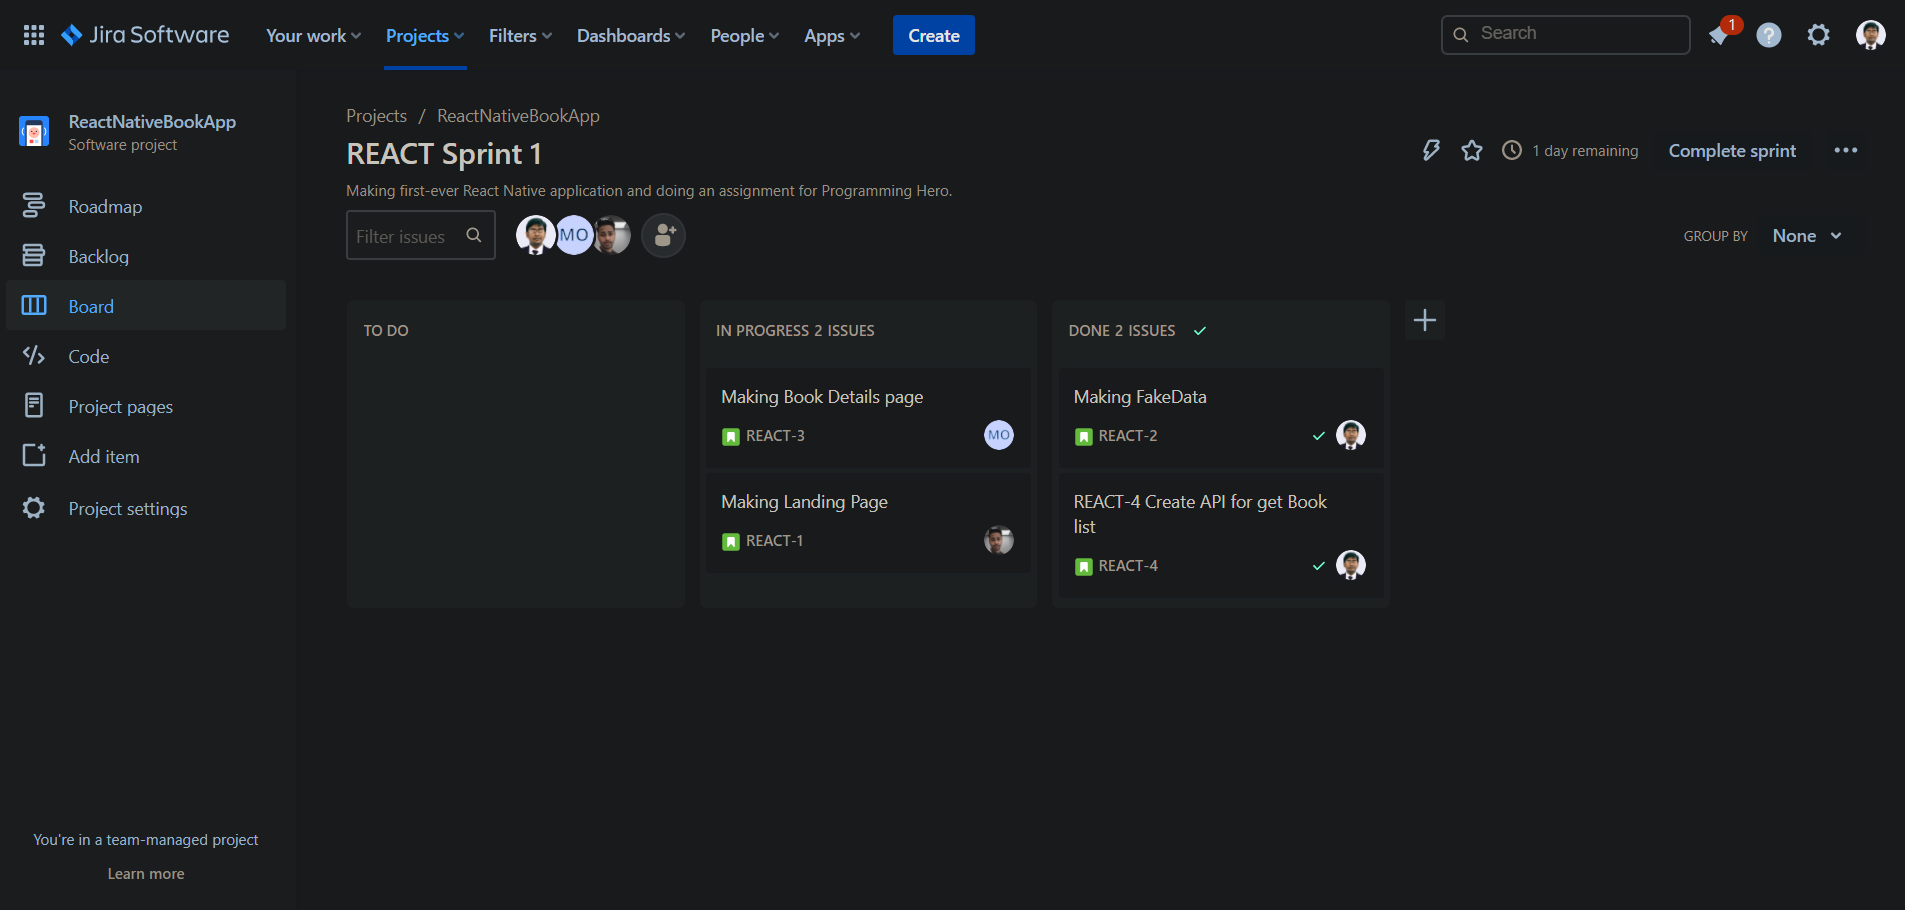 Jira Software
Your work
Projects
Filters
Dashboards
People
Apps
Create
Search
1
ReactNativeBookApp
Software project
Roadmap
Backlog
Board
Code
Project pages
Add item
Project settings
You're in a team-managed project
Learn more
Projects / ReactNativeBookApp
REACT Sprint 1
1 day remaining
Complete sprint
Making first-ever React Native application and doing an assignment for Programming Hero.
Filter issues
MO
GROUP BY
None
TO DO
IN PROGRESS 2 ISSUES
Making Book Details page
REACT-3
MO
Making Landing Page
REACT-1
DONE 2 ISSUES
Making FakeData
REACT-2
REACT-4 Create API for get Book
list
REACT-4